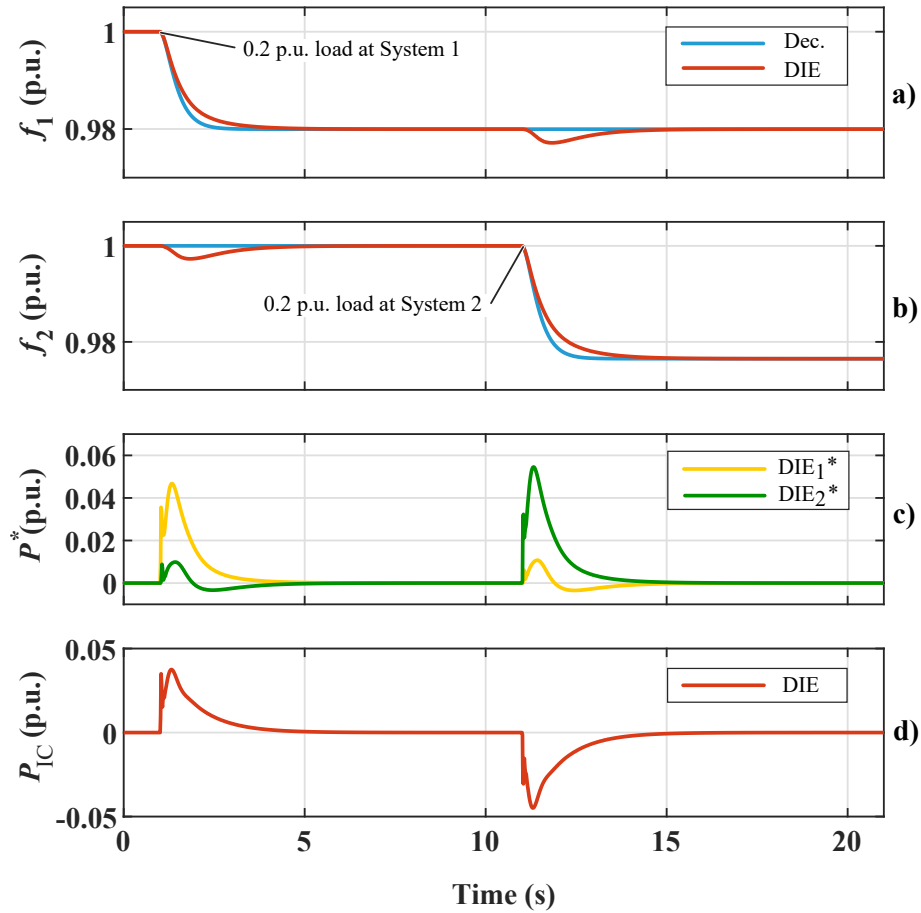 1
0.98
f1 (p.u.)
0.2 p.u. load at System 1
Dec.
DIE
a)
1
0.98
f2 (p.u.)
0.2 p.u. load at System 2
b)
0.06
0.04
0.02
0
P* (p.u.)
DIE1*
DIE2*
c)
0.05
0
-0.05
PIC (p.u.)
DIE
d)
0 5 10 15 20
Time (s)